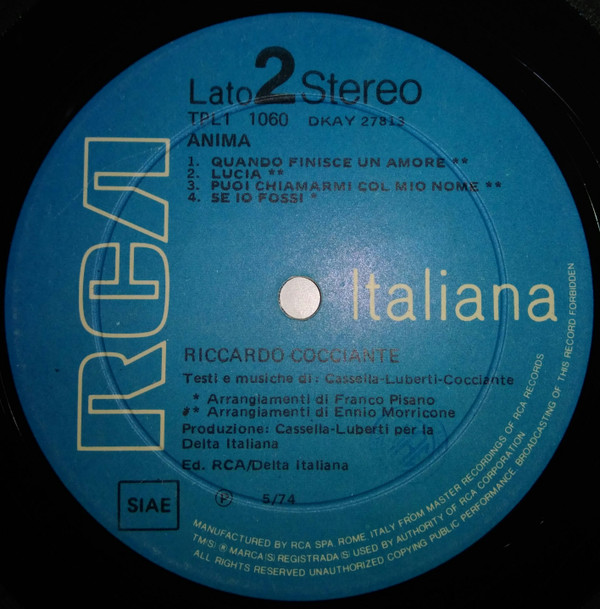 Lato 2 Stereo
TPL1 1060 DKAY 27813
ANIMA
1. QUANDO FINISCE UN AMORE **
2. LUCIA **
3. PUOI CHIAMARMI COL MIO NOME **
4. SE IO FOSSI *
RCA
Italiana
RICCARDO COCCIANTE
Testi e musiche di: Cassella-Luberti-Cocciante
* Arrangiamenti di Franco Pisano
** Arrangiamenti di Ennio Morricone
Produzione: Cassella-Luberti per la
Delta Italiana
Ed. RCA/Delta Italiana
SIAE
Ⓟ 5/74
MANUFACTURED BY RCA SPA, ROME, ITALY, FROM MASTER RECORDINGS OF RCA RECORDS
TM(S) ® MARCA(S) REGISTRADA(S) USED BY AUTHORITY OF RCA CORPORATION
ALL RIGHTS RESERVED UNAUTHORIZED COPYING PUBLIC PERFORMANCE, BROADCASTING OF THIS RECORD FORBIDDEN